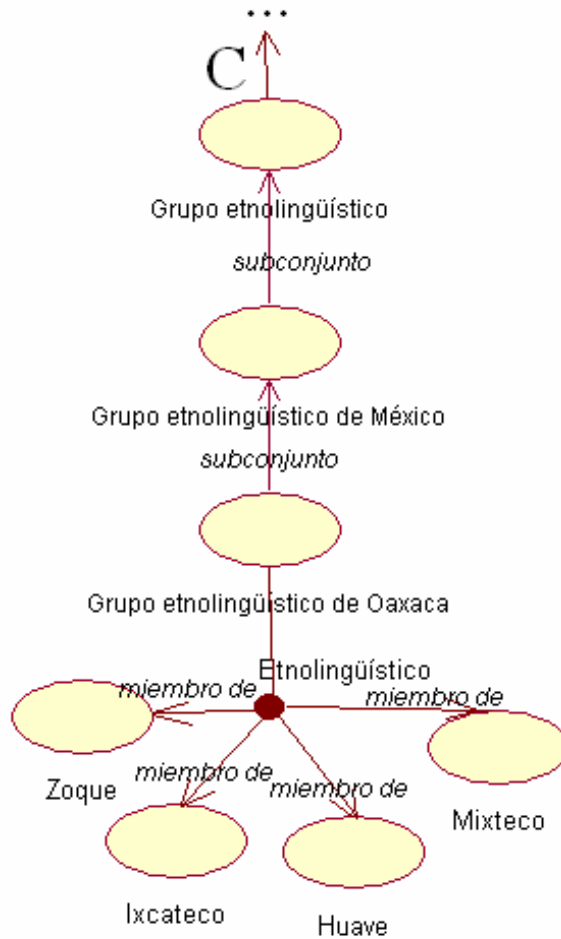 ...
C
Grupo etnolingüístico
subconjunto
Grupo etnolingüístico de México
subconjunto
Grupo etnolingüístico de Oaxaca
Etnolingüístico
miembro de
miembro de
miembro de
miembro de
Zoque
Mixteco
Ixcateco
Huave